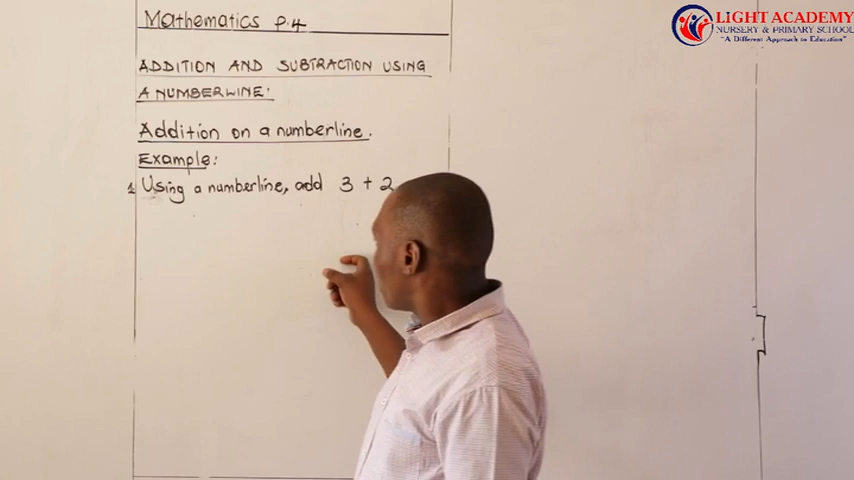 Mathematics p.4
ADDITION AND SUBTRACTION USING
A NUMBERLINE.
Addition on a numberline.
Example:
1. Using a numberline, add 3 + 2
LIGHT ACADEMY
NURSERY & PRIMARY SCHOOL
"A Different Approach to Education"